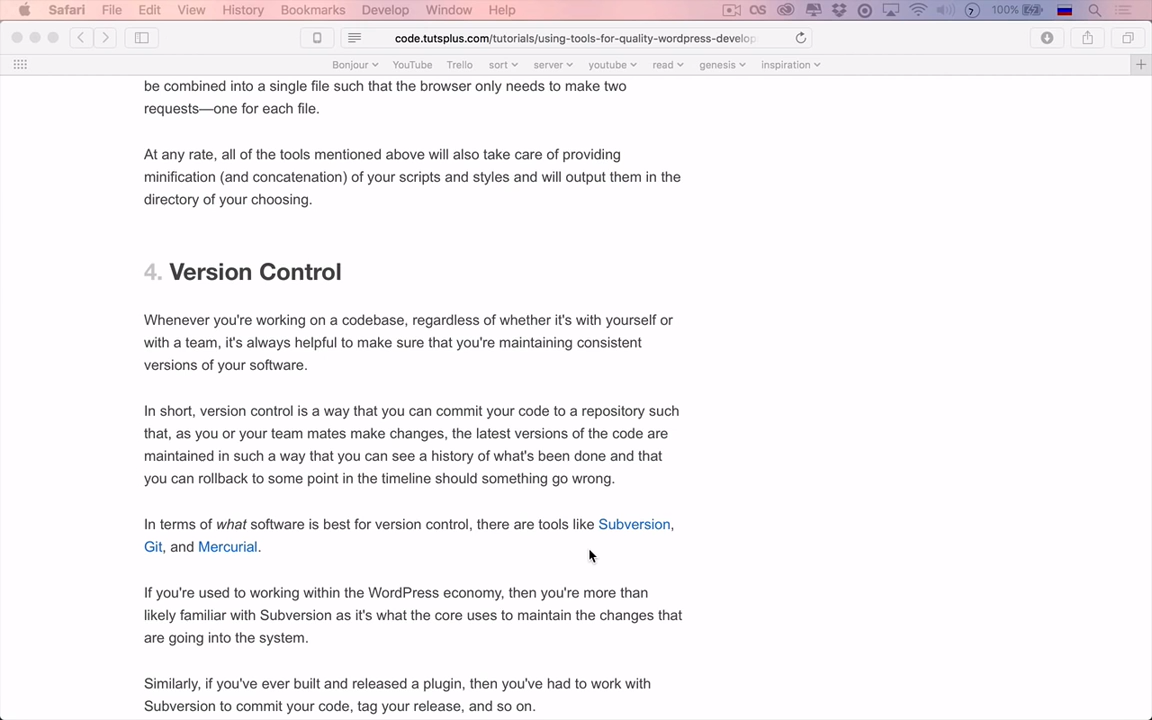 Safari File Edit View History Bookmarks Develop Window Help 100%
code.tutsplus.com/tutorials/using-tools-for-quality-wordpress-develop
Bonjour YouTube Trello sort server youtube read genesis inspiration
be combined into a single file such that the browser only needs to make two
requests—one for each file.
At any rate, all of the tools mentioned above will also take care of providing
minification (and concatenation) of your scripts and styles and will output them in the
directory of your choosing.
4. Version Control
Whenever you're working on a codebase, regardless of whether it's with yourself or
with a team, it's always helpful to make sure that you're maintaining consistent
versions of your software.
In short, version control is a way that you can commit your code to a repository such
that, as you or your team mates make changes, the latest versions of the code are
maintained in such a way that you can see a history of what's been done and that
you can rollback to some point in the timeline should something go wrong.
In terms of what software is best for version control, there are tools like Subversion,
Git, and Mercurial.
If you're used to working within the WordPress economy, then you're more than
likely familiar with Subversion as it's what the core uses to maintain the changes that
are going into the system.
Similarly, if you've ever built and released a plugin, then you've had to work with
Subversion to commit your code, tag your release, and so on.